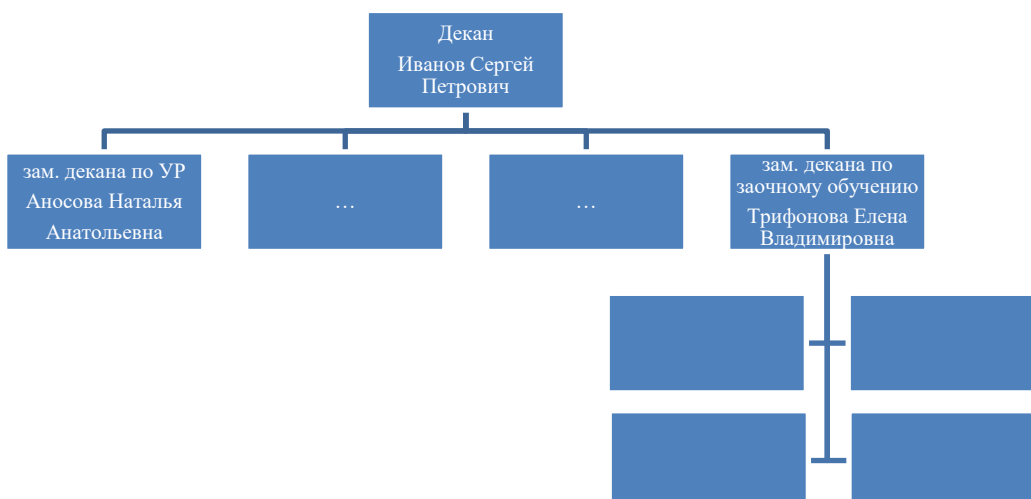 Декан
Иванов Сергей
Петрович
зам. декана по УР
Аносова Наталья
Анатольевна
…
…
зам. декана по
заочному обучению
Трифонова Елена
Владимировна